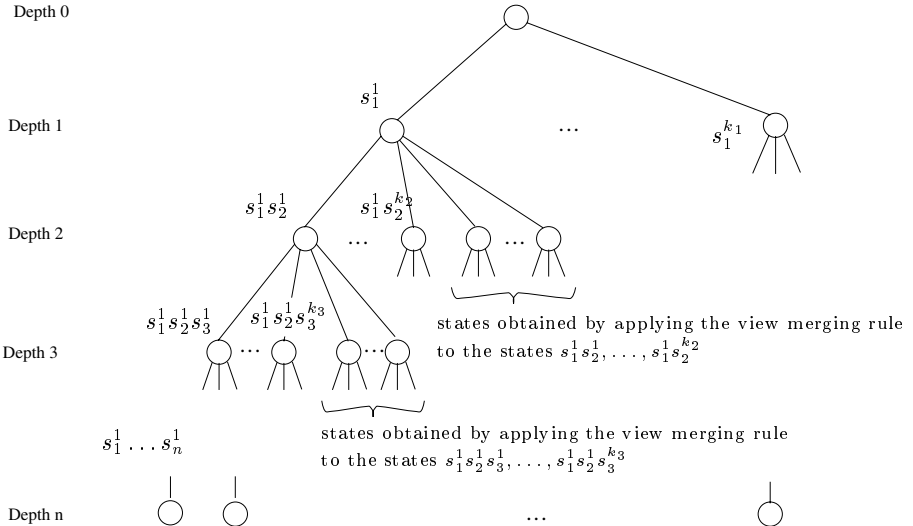 Depth 0
s_1^1
Depth 1
...
s_1^{k_1}
s_1^1 s_2^1
s_1^1 s_2^{k_2}
Depth 2
...
...
s_1^1 s_2^1 s_3^1
s_1^1 s_2^1 s_3^{k_3}
states obtained by applying the view merging rule
to the states s_1^1 s_2^1, . . . , s_1^1 s_2^{k_2}
Depth 3
...
...
s_1^1 . . . s_n^1
states obtained by applying the view merging rule
to the states s_1^1 s_2^1 s_3^1, . . . , s_1^1 s_2^1 s_3^{k_3}
Depth n
...